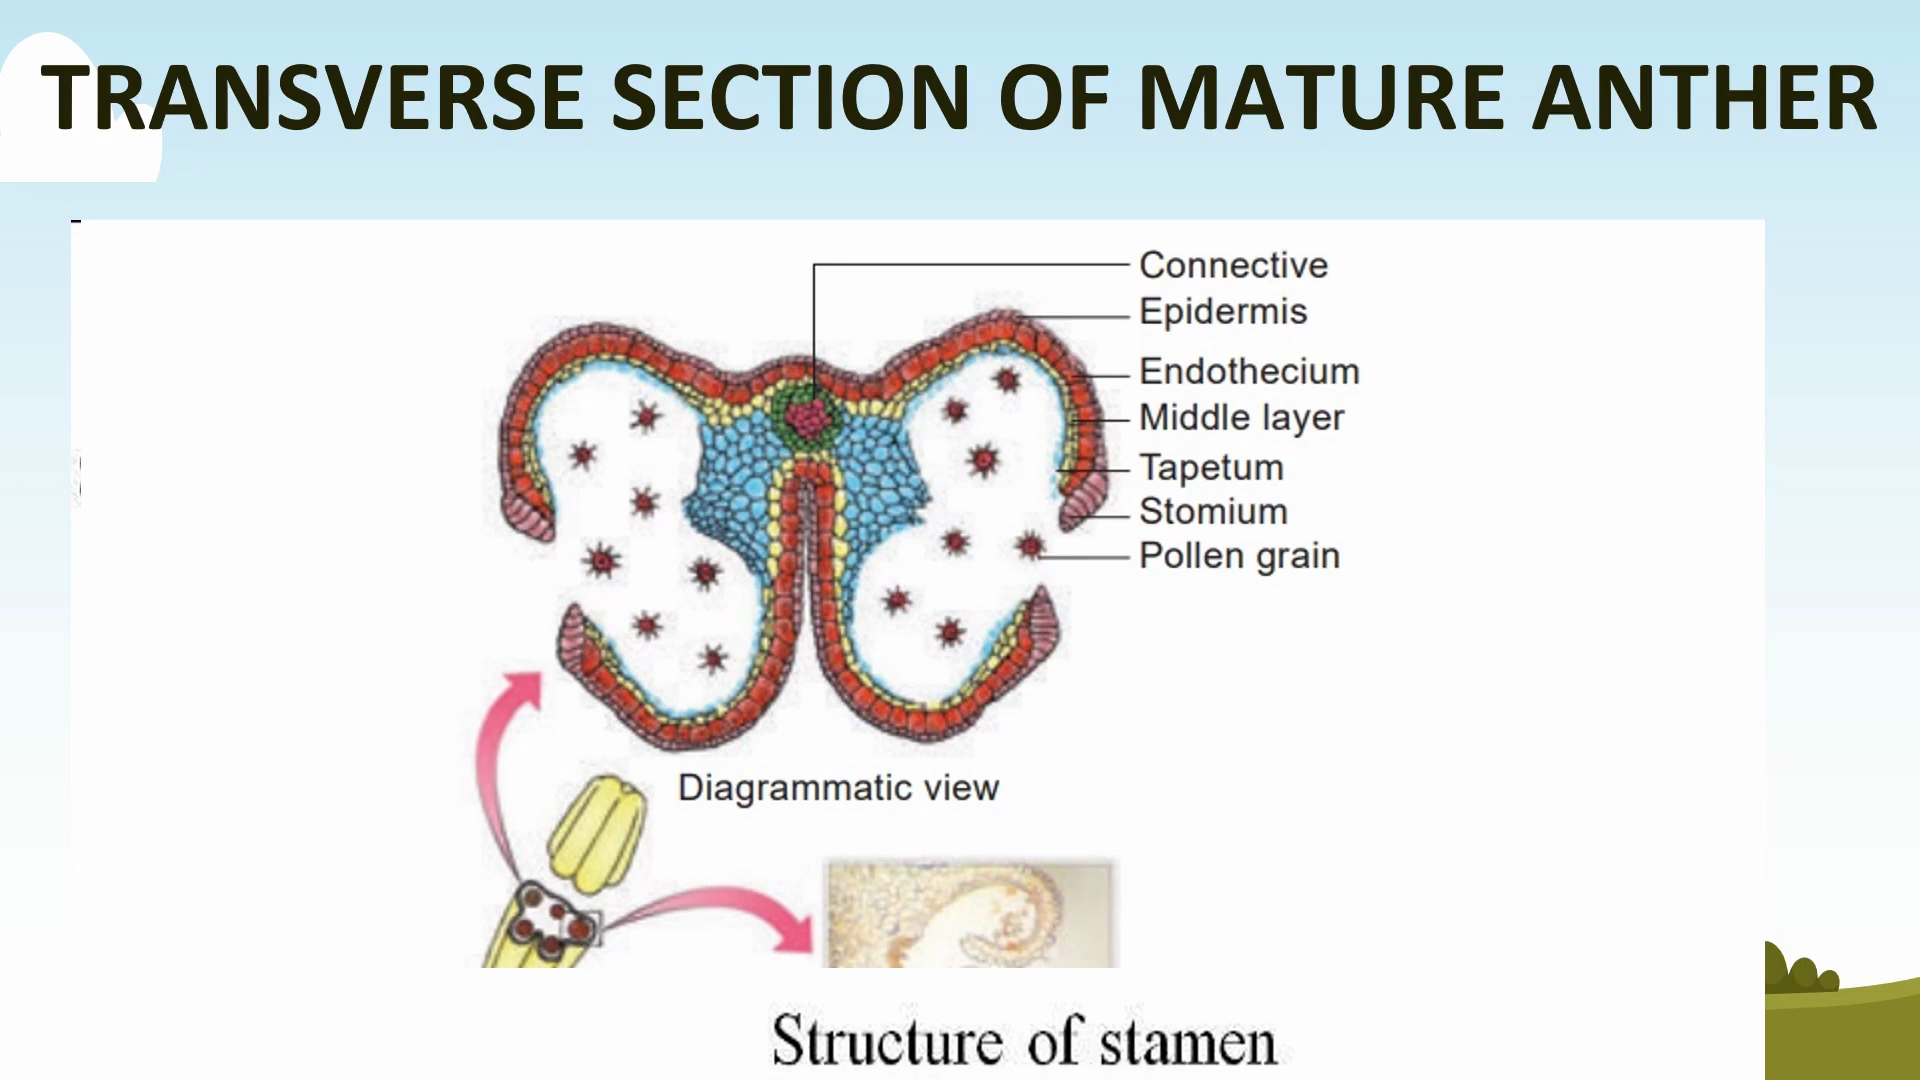 TRANSVERSE SECTION OF MATURE ANTHER
Connective
Epidermis
Endothecium
Middle layer
Tapetum
Stomium
Pollen grain
Diagrammatic view
Structure of stamen